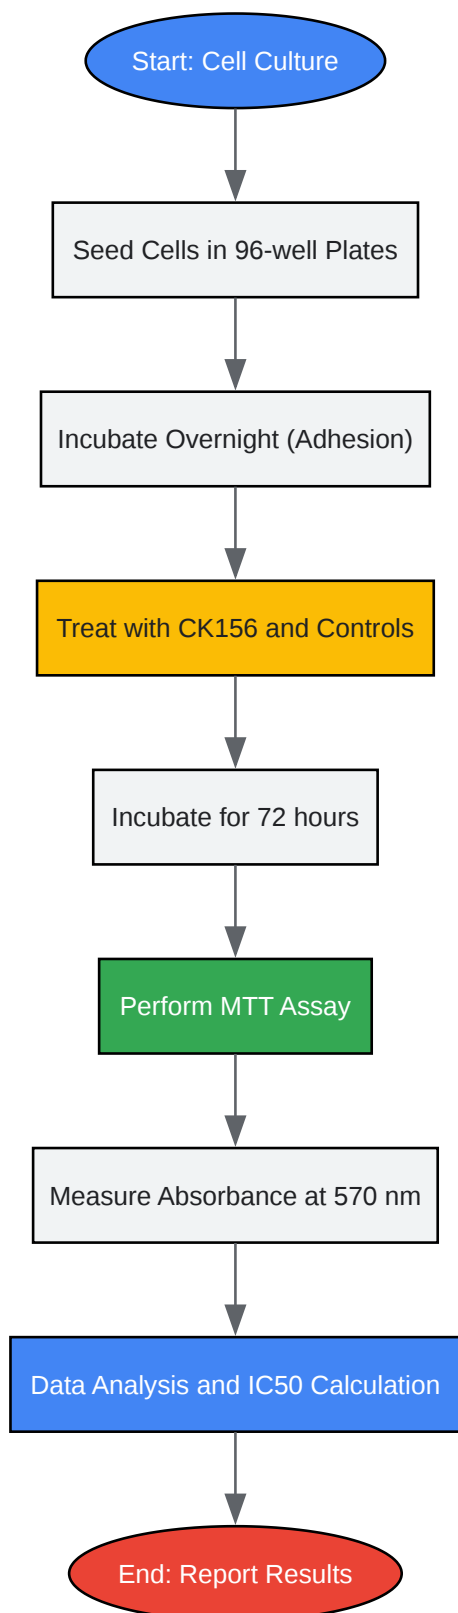 Start: Cell Culture
Seed Cells in 96-well Plates
Incubate Overnight (Adhesion)
Treat with CK156 and Controls
Incubate for 72 hours
Perform MTT Assay
Measure Absorbance at 570 nm
Data Analysis and IC50 Calculation
End: Report Results